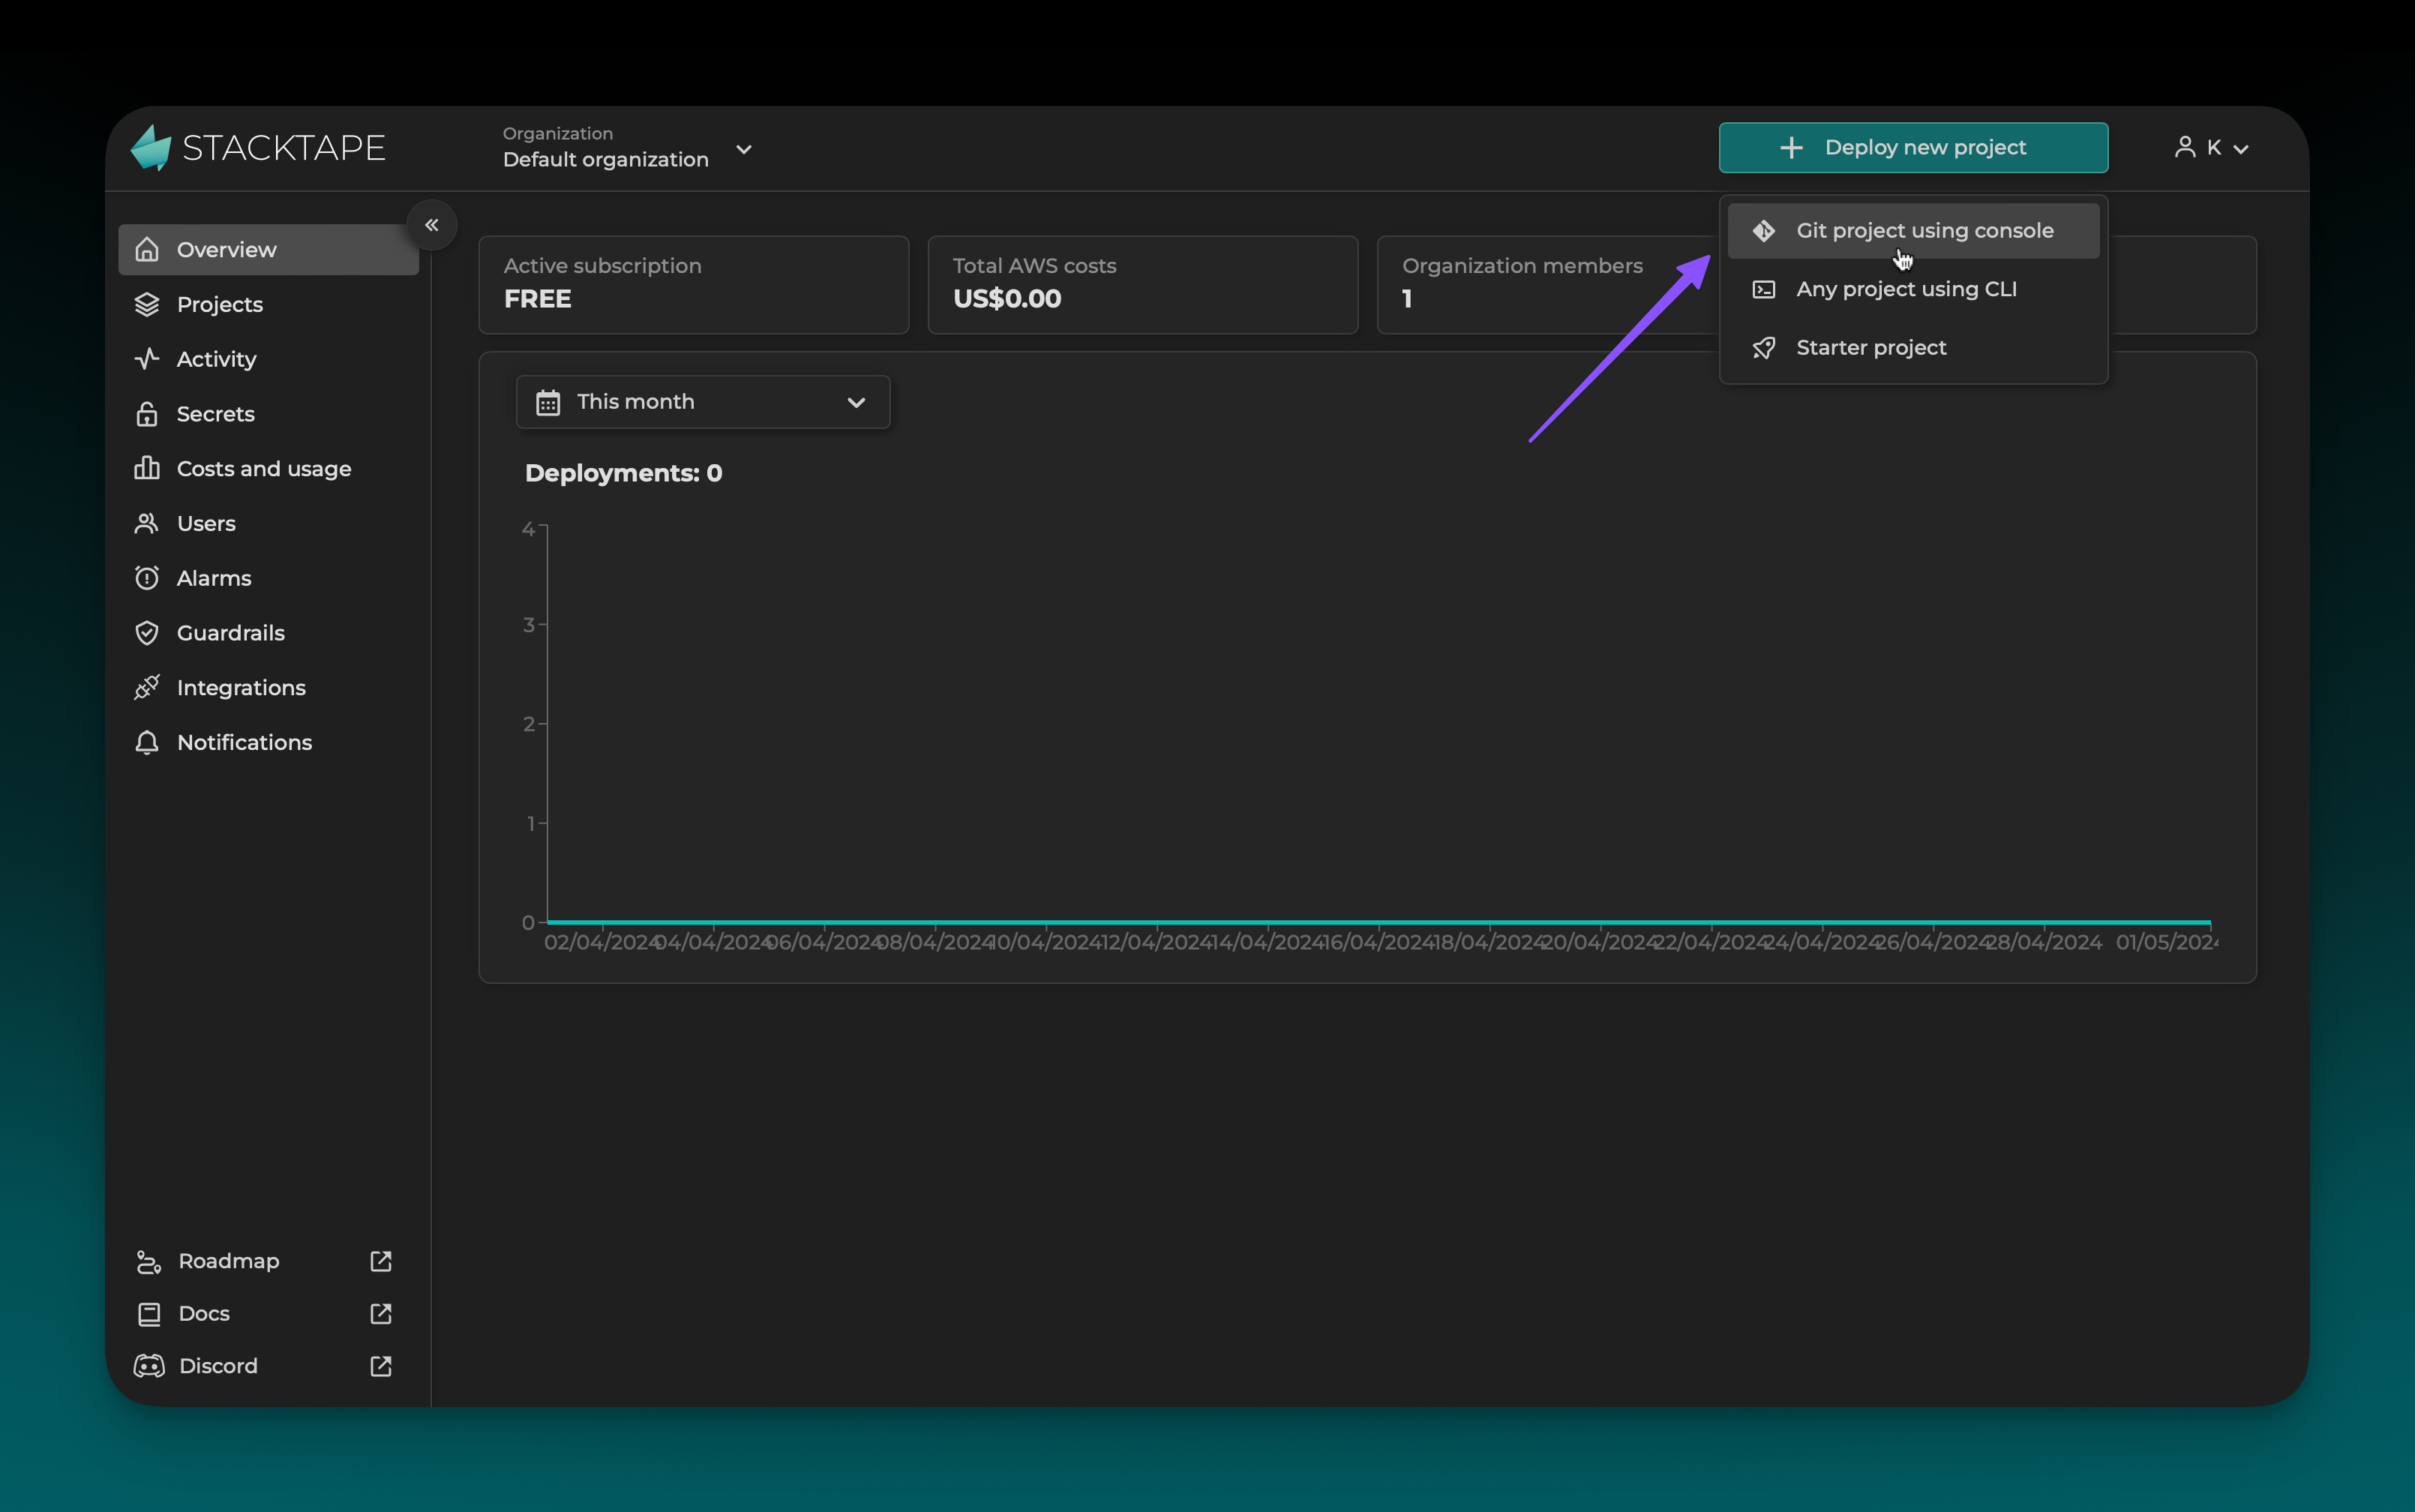 STACKTAPE
Organization
Default organization
Deploy new project
K
Git project using console
Any project using CLI
Starter project
Overview
Projects
Activity
Secrets
Costs and usage
Users
Alarms
Guardrails
Integrations
Notifications
Roadmap
Docs
Discord
Active subscription
FREE
Total AWS costs
US$0.00
Organization members
1
This month
Deployments: 0
4
3
2
1
0
02/04/2024 04/04/2024 06/04/2024 08/04/2024 10/04/2024 12/04/2024 14/04/2024 16/04/2024 18/04/2024 20/04/2024 22/04/2024 24/04/2024 26/04/2024 28/04/2024 01/05/2024